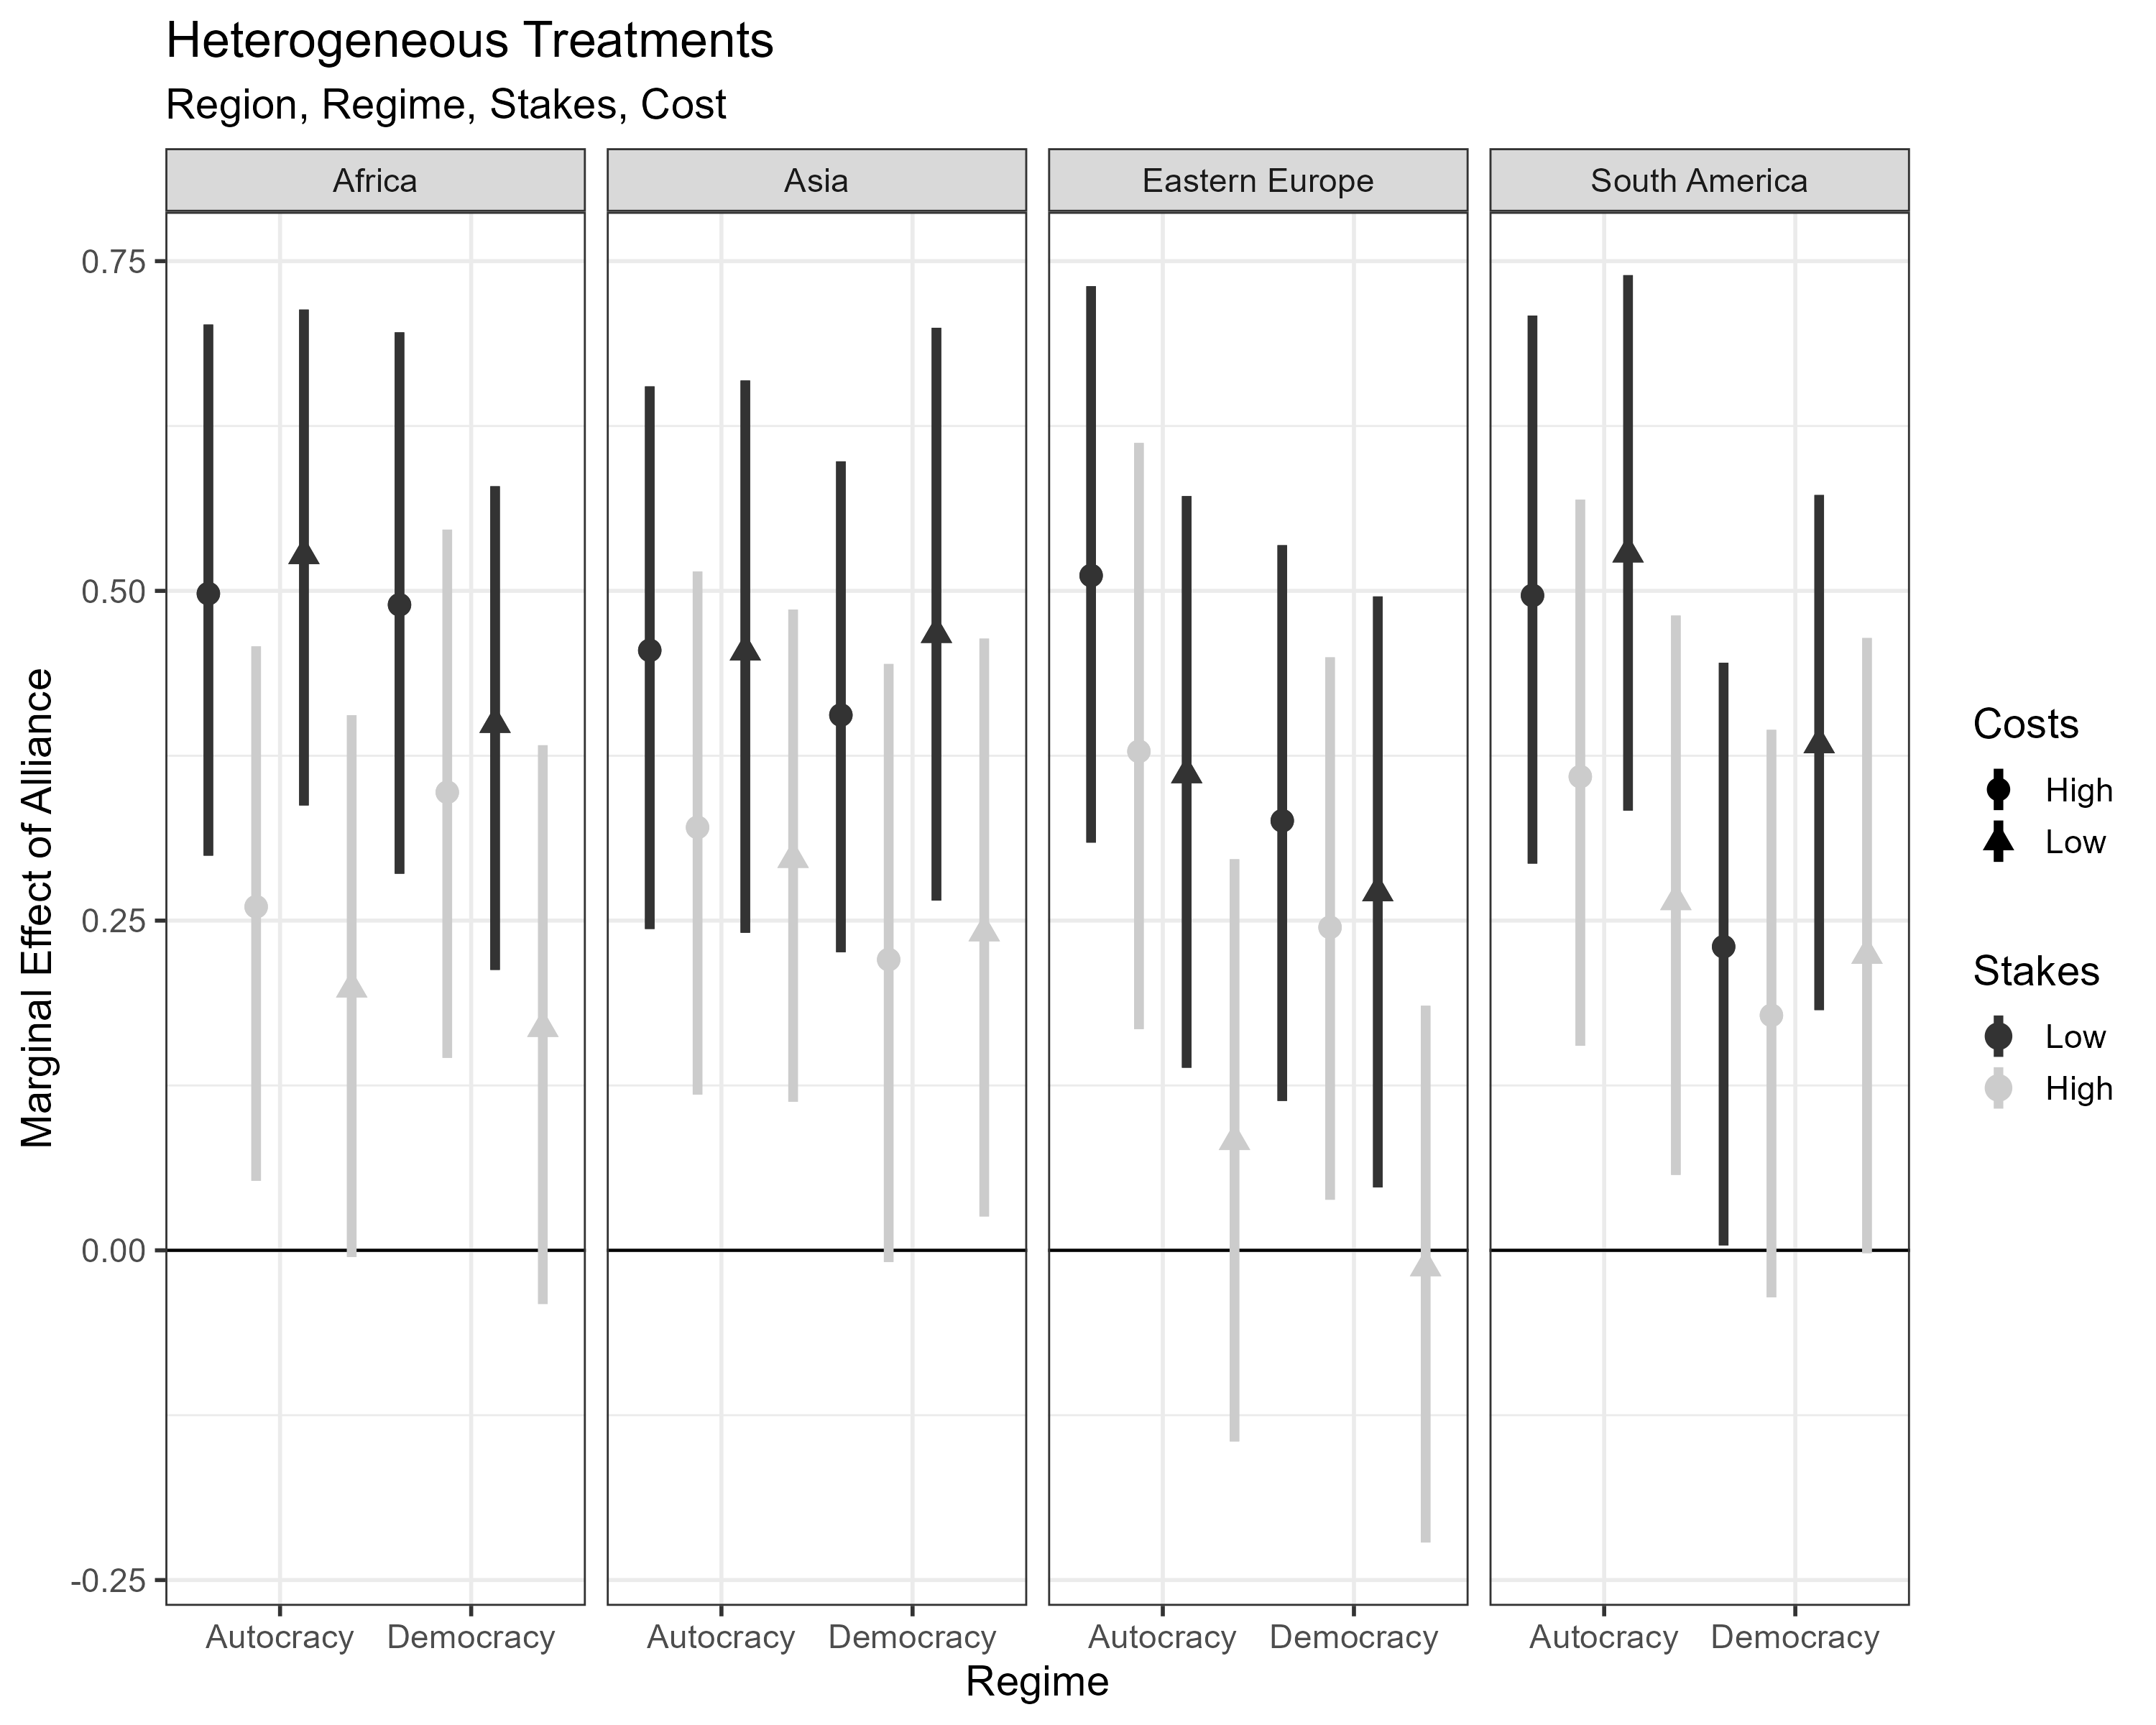 Heterogeneous Treatments
Region, Regime, Stakes, Cost
Africa
Asia
Eastern Europe
South America
Marginal Effect of Alliance
0.75
0.50
0.25
0.00
-0.25
Autocracy
Democracy
Autocracy
Democracy
Autocracy
Democracy
Autocracy
Democracy
Regime
Costs
High
Low
Stakes
Low
High